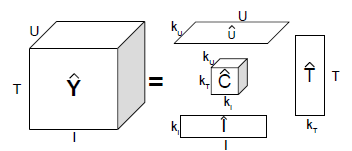 U
T
Ŷ
I
=
U
k_U
Û
k_U
k_T
Ĉ
k_I
T̂
T
k_T
k_I
Î
I